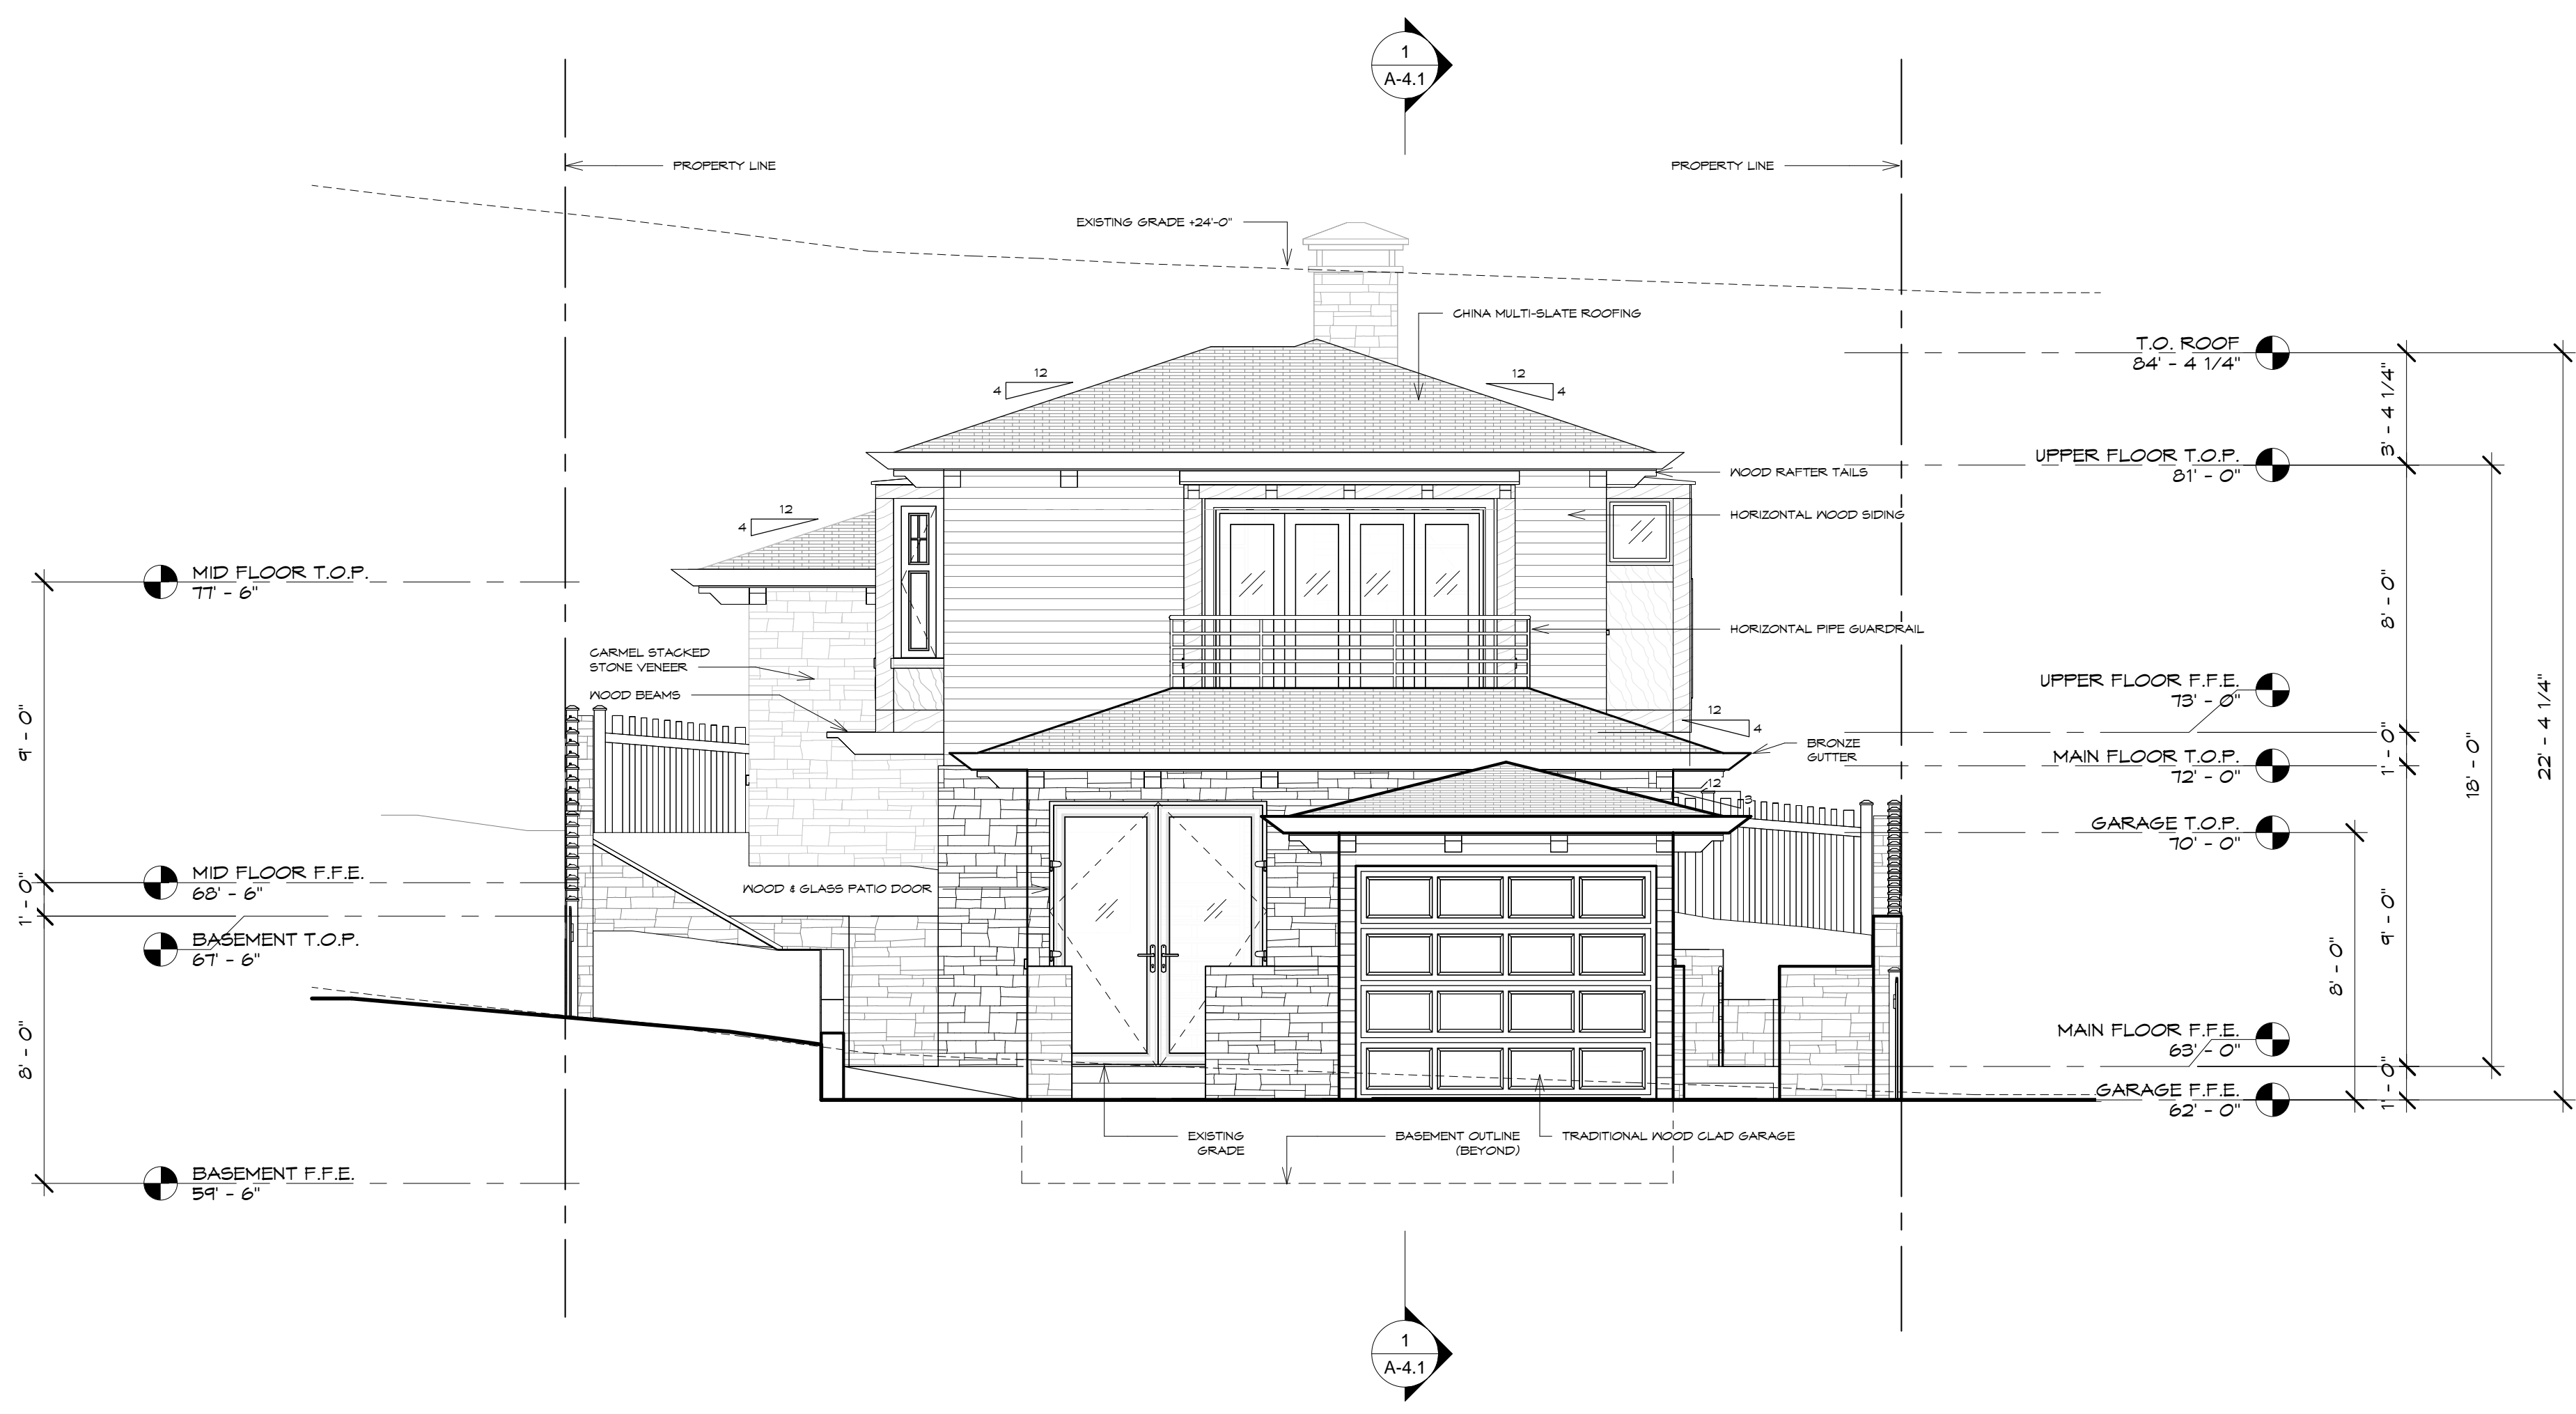 1
A-4.1
PROPERTY LINE
PROPERTY LINE
EXISTING GRADE +24'-0"
CHINA MULTI-SLATE ROOFING
T.O. ROOF
84' - 4 1/4"
3' - 4 1/4"
12
4
12
4
UPPER FLOOR T.O.P.
81' - 0"
WOOD RAFTER TAILS
HORIZONTAL WOOD SIDING
12
4
MID FLOOR T.O.P.
77' - 6"
8' - 0"
HORIZONTAL PIPE GUARDRAIL
CARMEL STACKED
STONE VENEER
WOOD BEAMS
UPPER FLOOR F.F.E.
73' - 0"
22' - 4 1/4"
12
4
9' - 0"
BRONZE
GUTTER
1' - 0"
18' - 0"
MAIN FLOOR T.O.P.
72' - 0"
12
3
GARAGE T.O.P.
70' - 0"
MID FLOOR F.F.E.
68' - 6"
WOOD & GLASS PATIO DOOR
1' - 0"
9' - 0"
BASEMENT T.O.P.
67' - 6"
8' - 0"
8' - 0"
MAIN FLOOR F.F.E.
63' - 0"
1' - 0"
GARAGE F.F.E.
62' - 0"
EXISTING
GRADE
BASEMENT OUTLINE
(BEYOND)
TRADITIONAL WOOD CLAD GARAGE
BASEMENT F.F.E.
59' - 6"
1
A-4.1